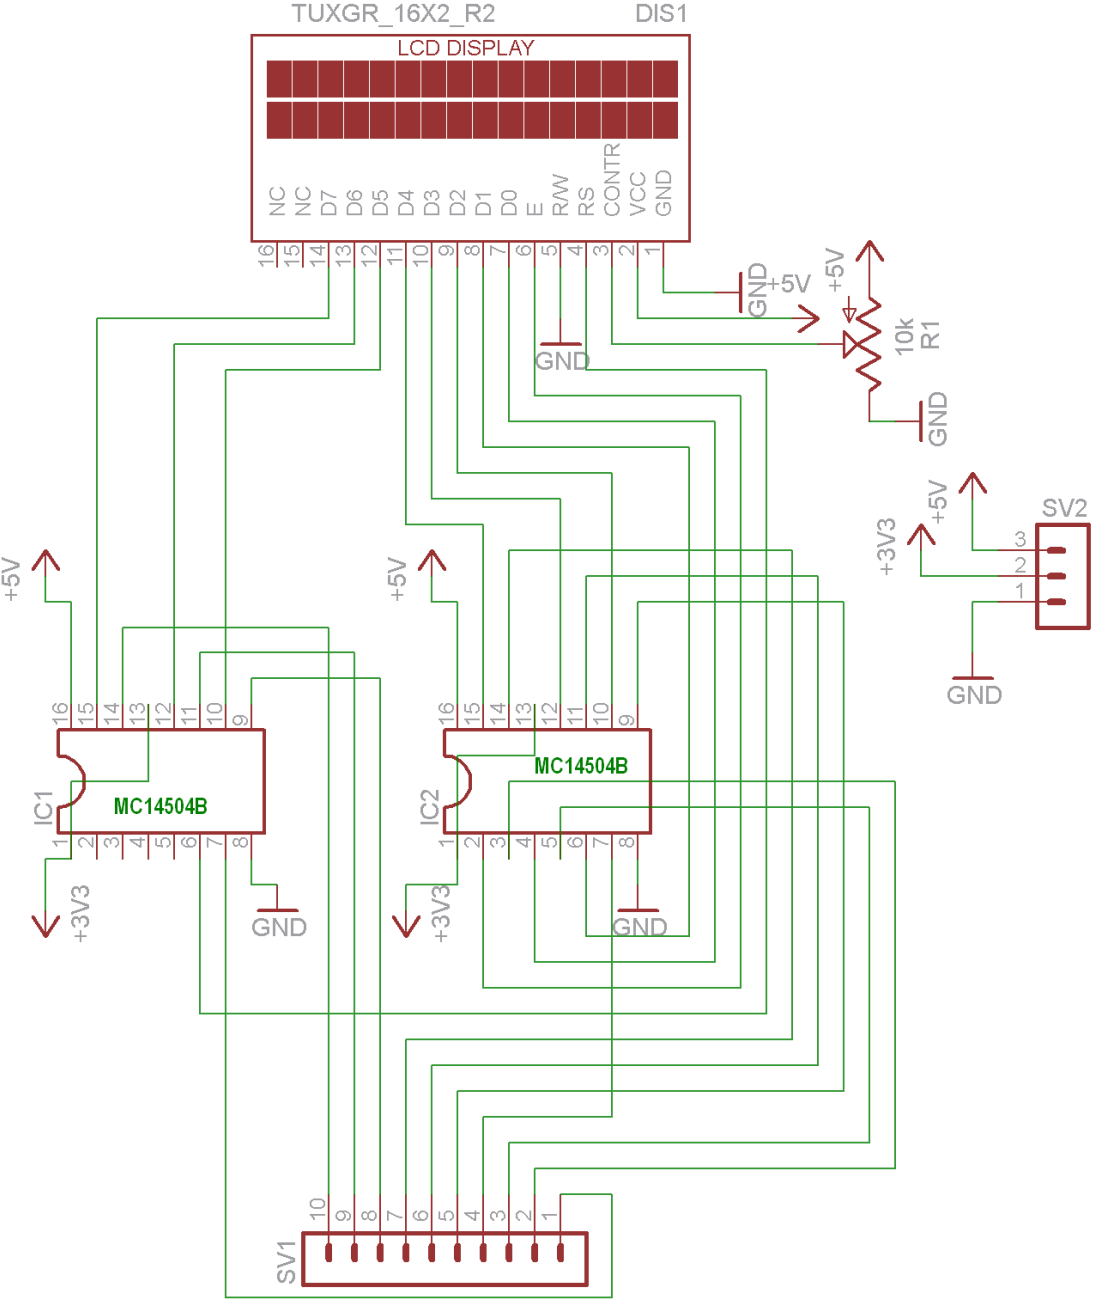 TUXGR_16X2_R2 DIS1
LCD DISPLAY
NC NC D7 D6 D5 D4 D3 D2 D1 D0 E R/W RS CONTR VCC GND
16 15 14 13 12 11 10 9 8 7 6 5 4 3 2 1
GND
+5V
+5V
10k
R1
GND
GND
+5V
+3V3
SV2
3
2
1
GND
+5V
+5V
16 15 14 13 12 11 10 9
16 15 14 13 12 11 10 9
IC1
MC14504B
IC2
MC14504B
1 2 3 4 5 6 7 8
1 2 3 4 5 6 7 8
+3V3
GND
+3V3
GND
10 9 8 7 6 5 4 3 2 1
SV1